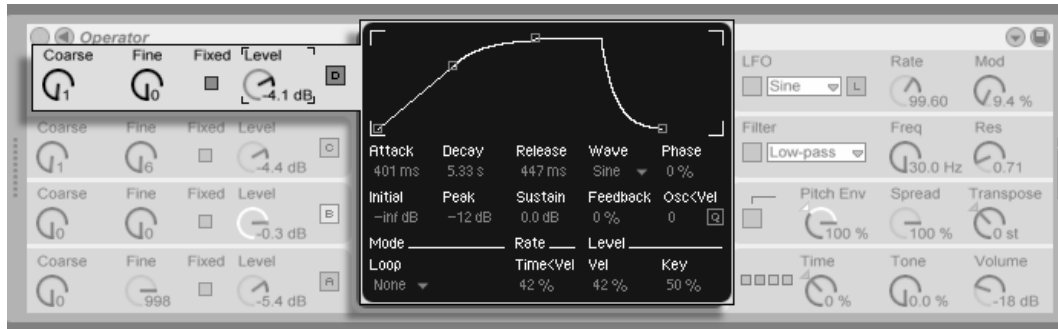 Operator
Coarse Fine Fixed Level
1 0 -4.1 dB D
Coarse Fine Fixed Level
1 6 -4.4 dB C
Coarse Fine Fixed Level
0 0 -0.3 dB B
Coarse Fine Fixed Level
0 998 -5.4 dB A
Attack Decay Release Wave Phase
401 ms 5.33 s 447 ms Sine 0 %
Initial Peak Sustain Feedback Osc<Vel
-inf dB -12 dB 0.0 dB 0 % 0 Q
Mode Rate Level
Loop Time<Vel Vel Key
None 42 % 42 % 50 %
LFO Rate Mod
Sine L 99.60 9.4 %
Filter Freq Res
Low-pass 30.0 Hz 0.71
Pitch Env Spread Transpose
100 % 100 % 0 st
Time Tone Volume
0 % 0.0 % -18 dB